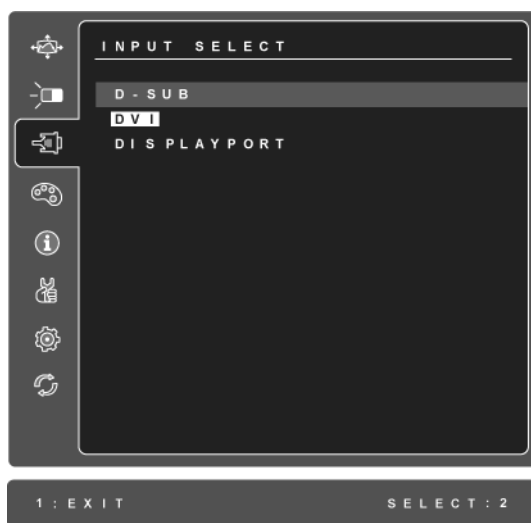 INPUT SELECT
D-SUB
DVI
DISPLAYPORT
1:EXIT SELECT:2